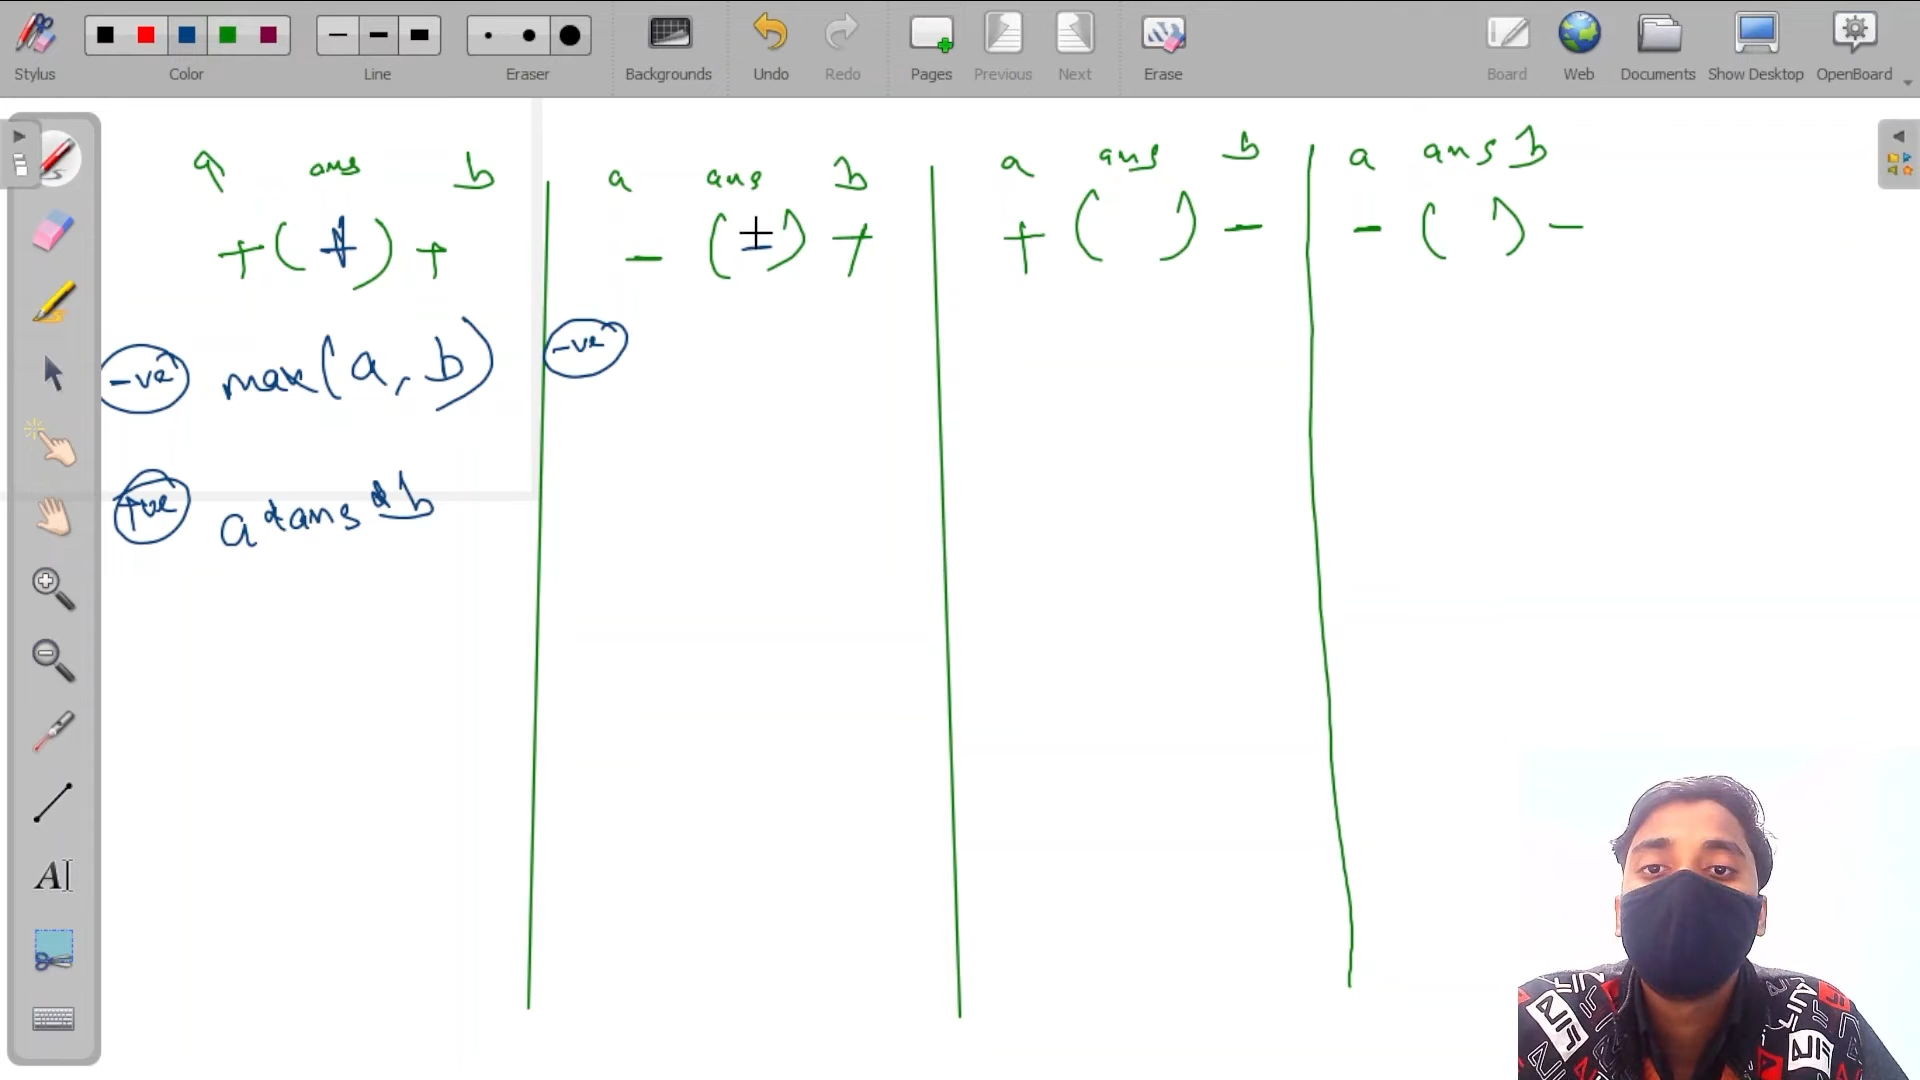 Stylus
Color
Line
Eraser
Backgrounds
Undo
Redo
Pages
Previous
Next
Erase
Board
Web
Documents
Show Desktop
OpenBoard
a ans b
+ ( + ) +
-ve max(a, b)
+ve a*ans*b
a ans b
- ( - ) +
-ve
a ans b
+ ( ) -
a ans b
- ( ) -
AI